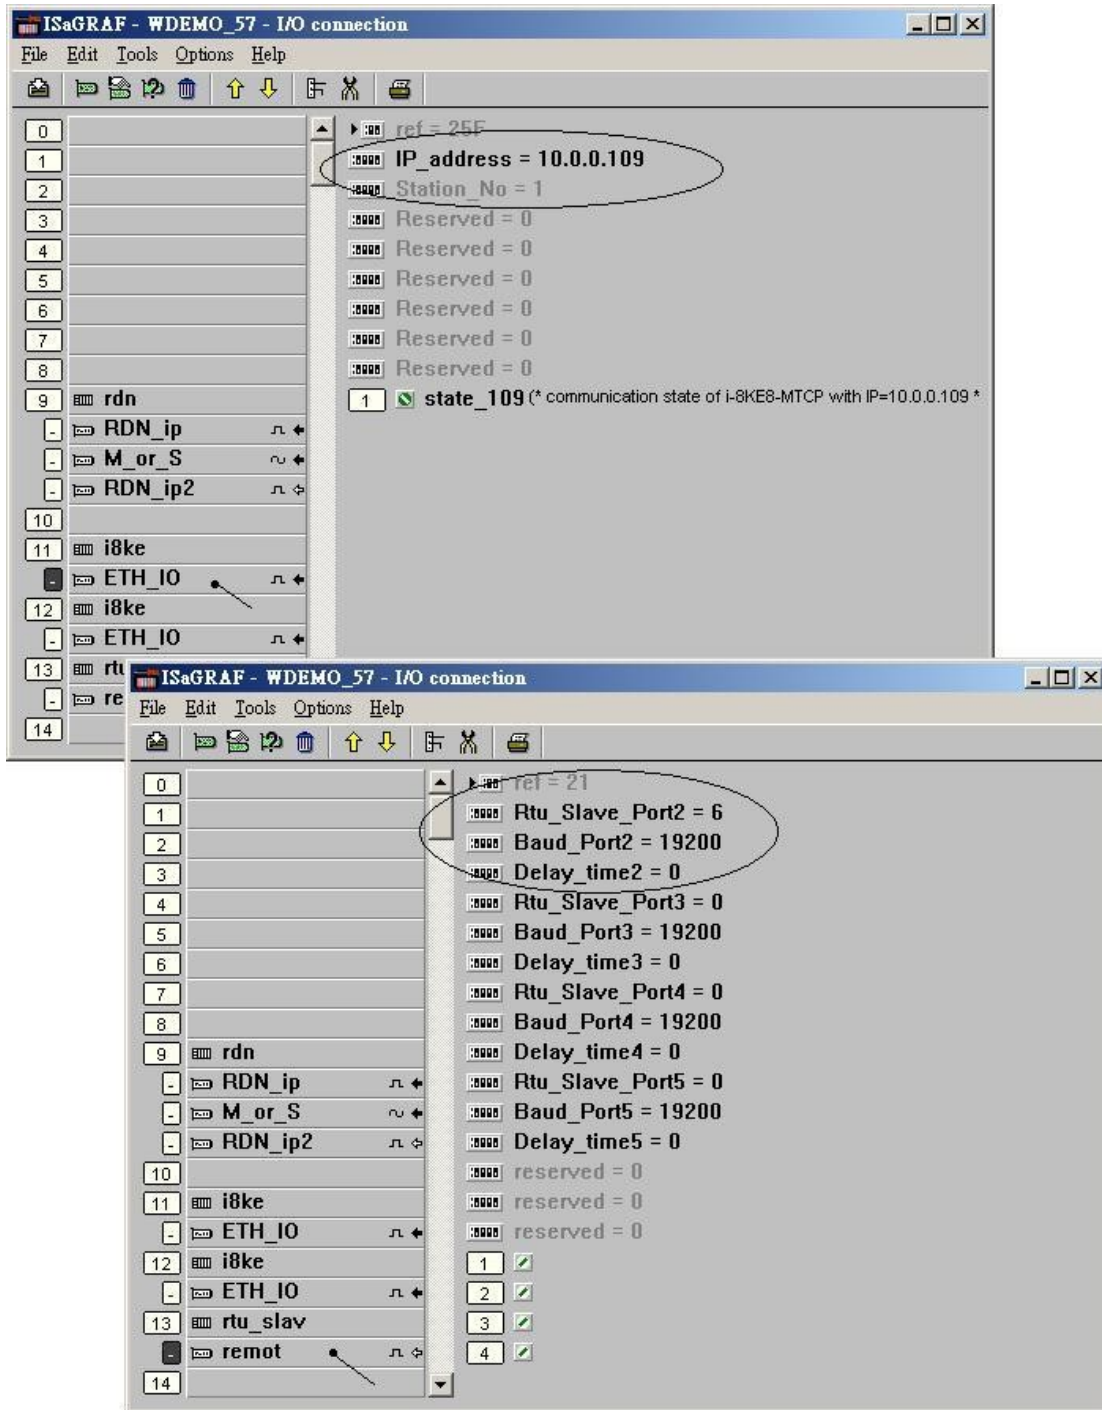 ISaGRAF - WDEMO_57 - I/O connection
File Edit Tools Options Help
0
1
2
3
4
5
6
7
8
9 rdn
- RDN_ip
- M_or_S
- RDN_ip2
10
11 i8ke
- ETH_IO
12 i8ke
- ETH_IO
13 rtu
- re
14
ref = 25F
IP_address = 10.0.0.109
Station_No = 1
Reserved = 0
Reserved = 0
Reserved = 0
Reserved = 0
Reserved = 0
Reserved = 0
1 state_109 (* communication state of i-8KE8-MTCP with IP=10.0.0.109 *
ISaGRAF - WDEMO_57 - I/O connection
File Edit Tools Options Help
0
1
2
3
4
5
6
7
8
9 rdn
- RDN_ip
- M_or_S
- RDN_ip2
10
11 i8ke
- ETH_IO
12 i8ke
- ETH_IO
13 rtu_slav
- remot
14
ref = 21
Rtu_Slave_Port2 = 6
Baud_Port2 = 19200
Delay_time2 = 0
Rtu_Slave_Port3 = 0
Baud_Port3 = 19200
Delay_time3 = 0
Rtu_Slave_Port4 = 0
Baud_Port4 = 19200
Delay_time4 = 0
Rtu_Slave_Port5 = 0
Baud_Port5 = 19200
Delay_time5 = 0
reserved = 0
reserved = 0
reserved = 0
1
2
3
4